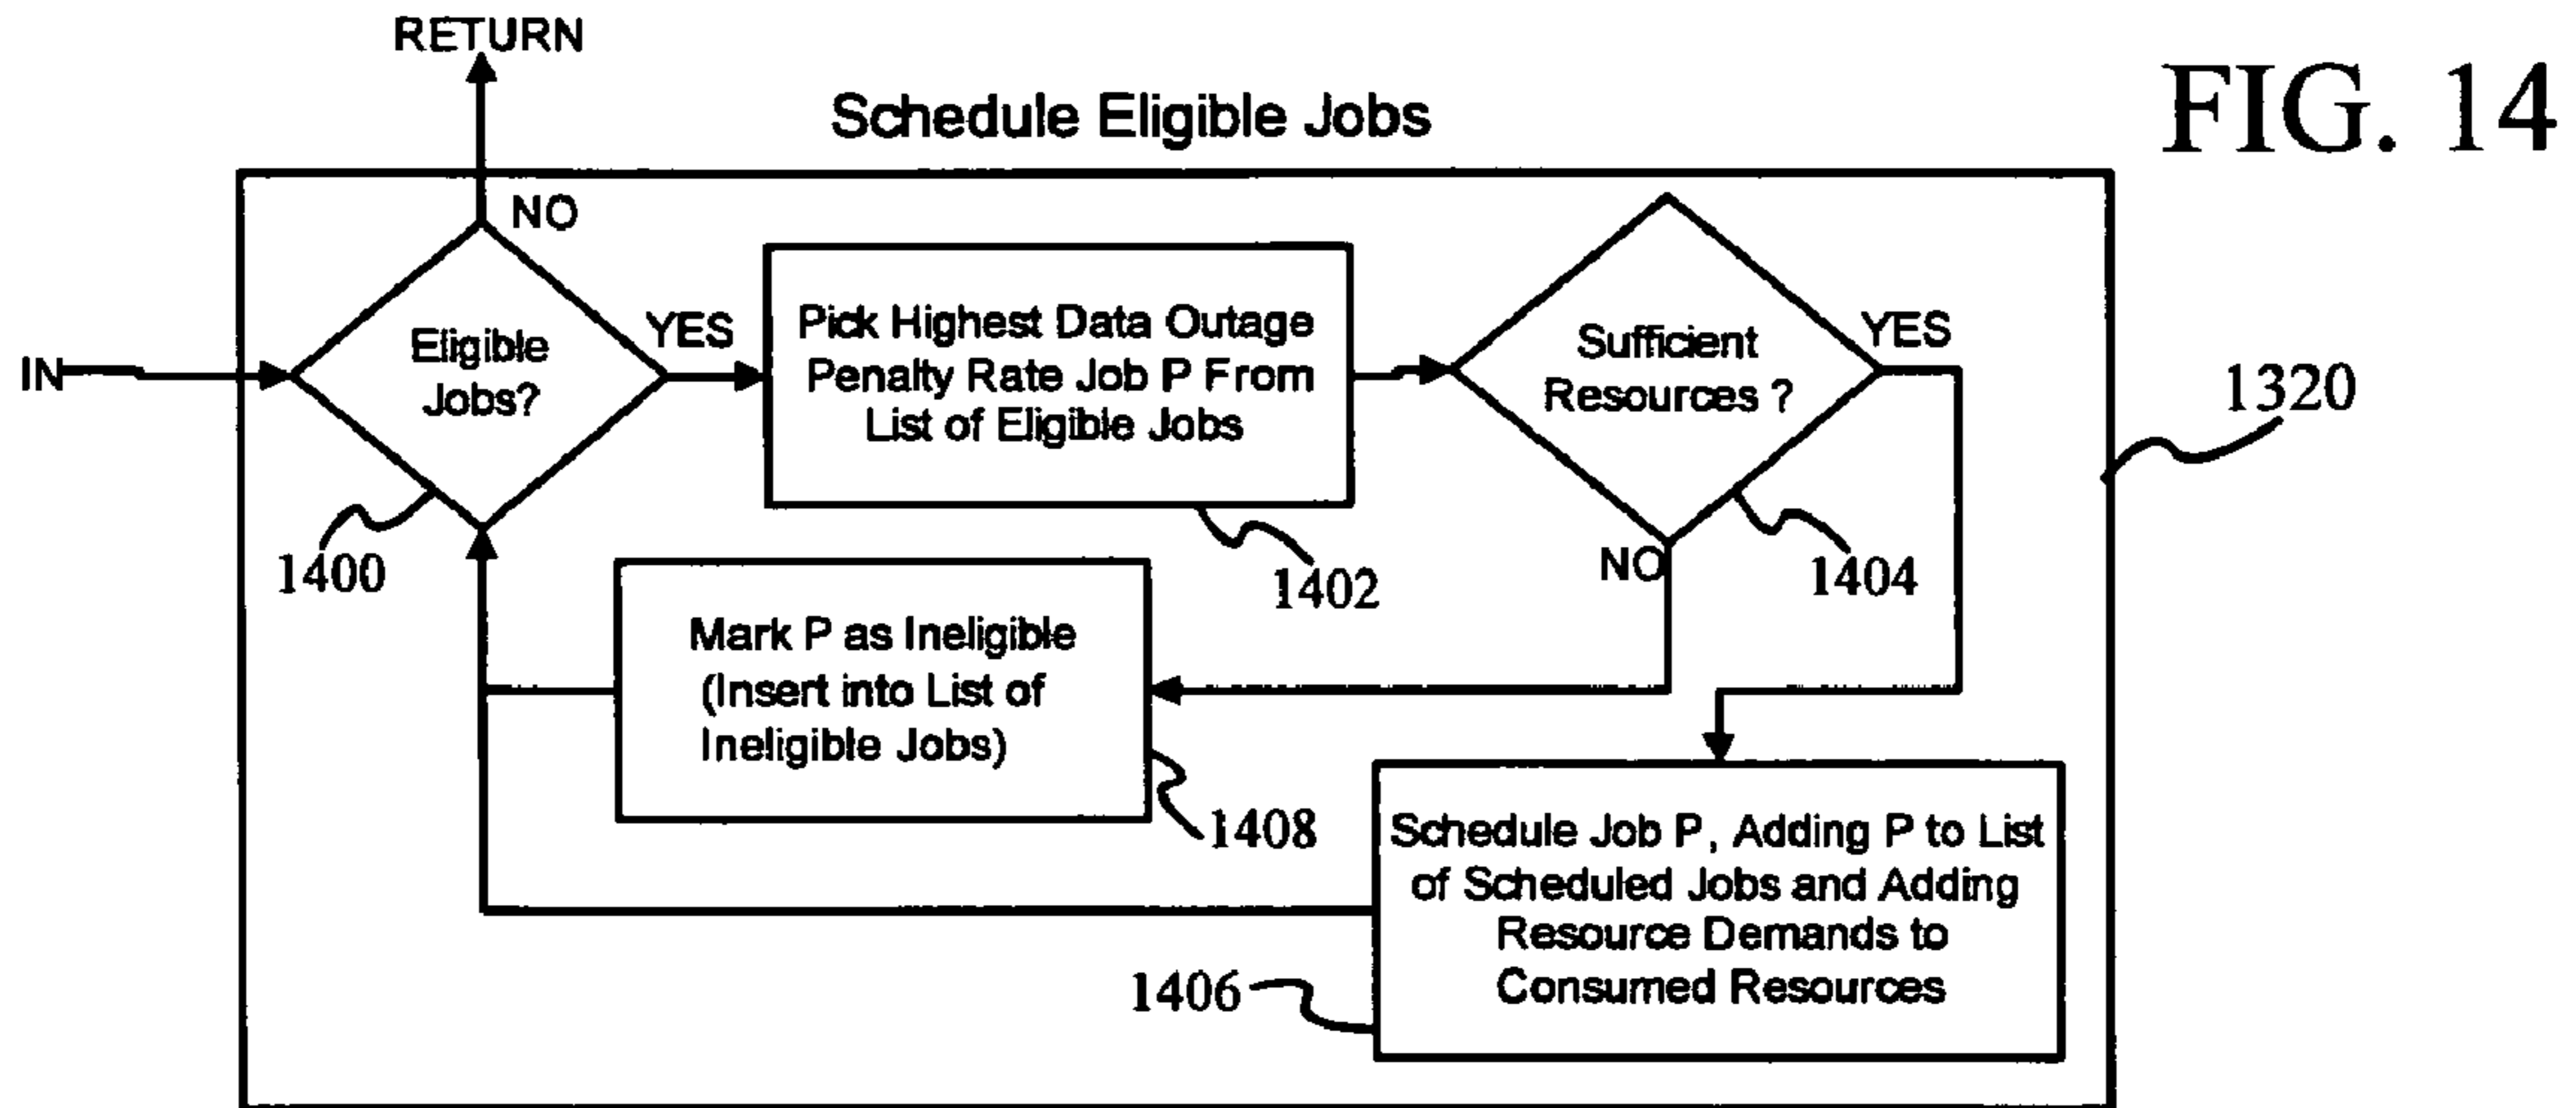 RETURN
FIG. 14
Schedule Eligible Jobs
NO
IN
Eligible
Jobs?
YES
Pick Highest Data Outage
Penalty Rate Job P From
List of Eligible Jobs
Sufficient
Resources ?
YES
1320
1400
1402
NO
1404
Mark P as Ineligible
(Insert into List of
Ineligible Jobs)
1408
Schedule Job P, Adding P to List
of Scheduled Jobs and Adding
Resource Demands to
Consumed Resources
1406